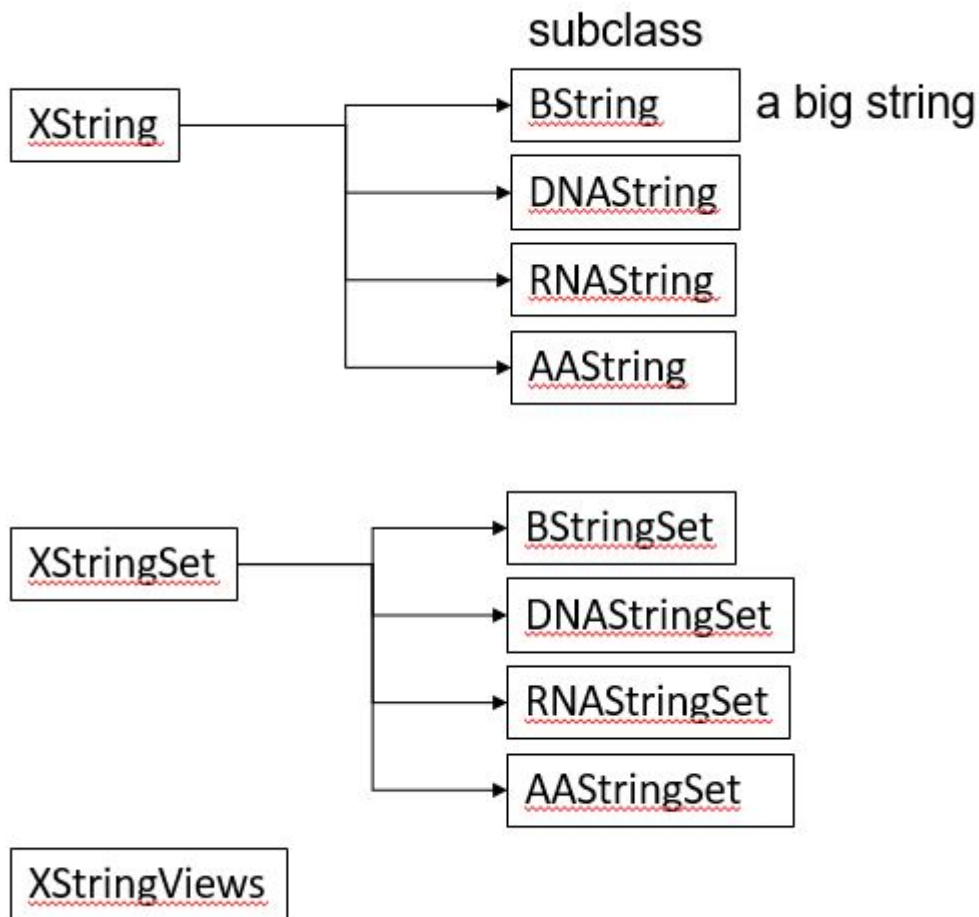 subclass
XString
BString
a big string
DNAString
RNAString
AAString
XStringSet
BStringSet
DNAStringSet
RNAStringSet
AAStringSet
XStringViews